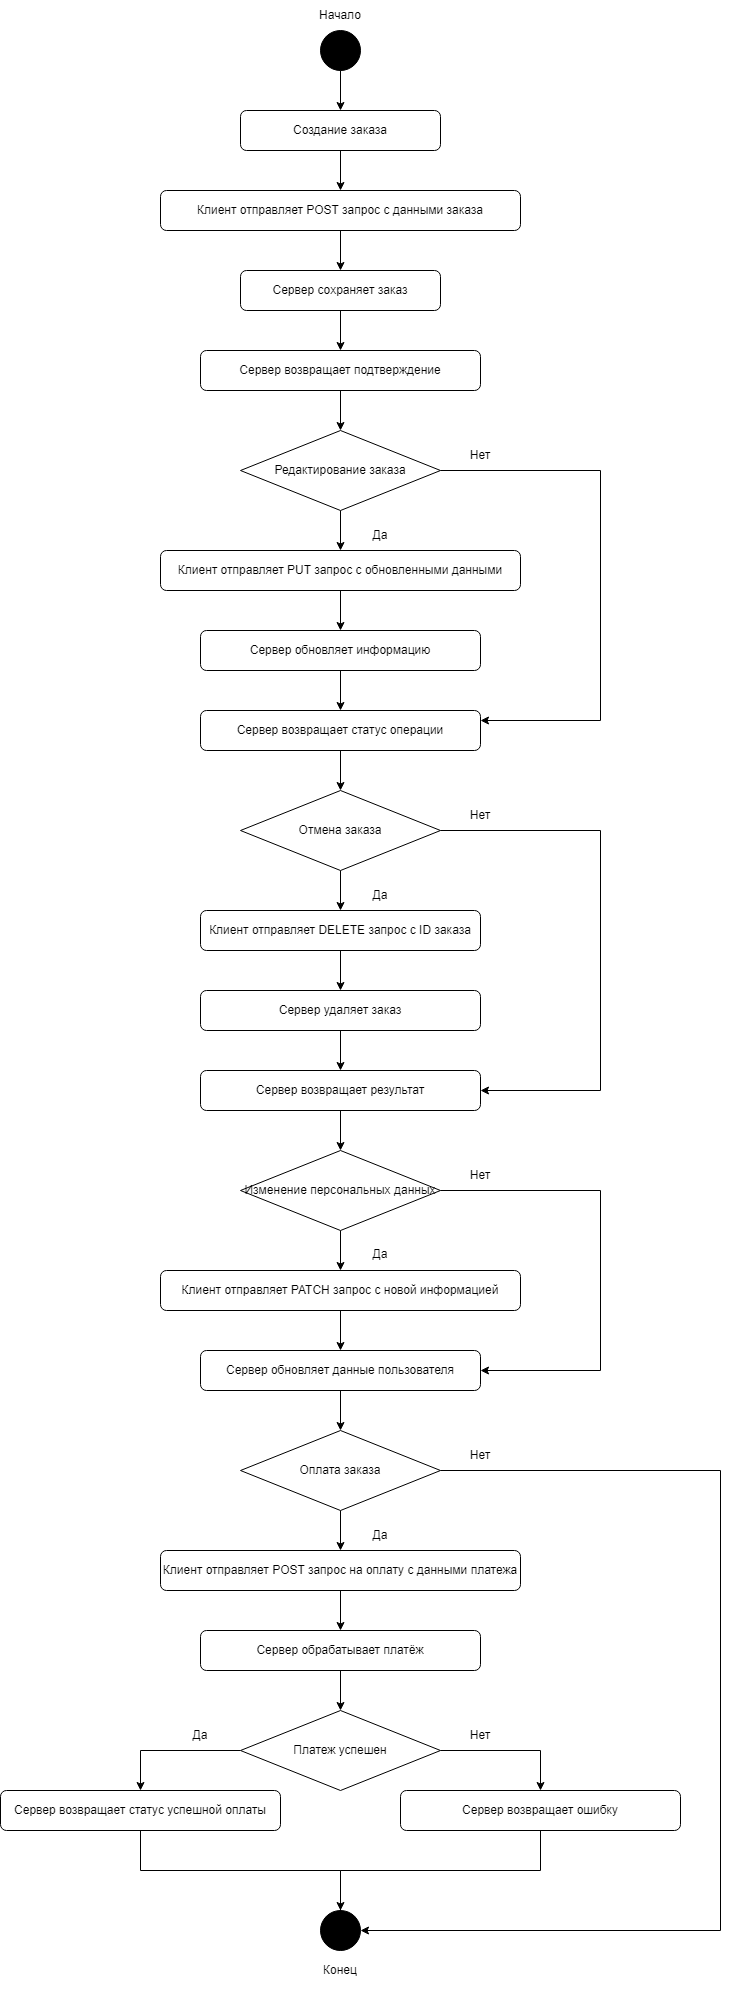 Начало
Создание заказа
Клиент отправляет POST запрос с данными заказа
Сервер сохраняет заказ
Сервер возвращает подтверждение
Нет
Редактирование заказа
Да
Клиент отправляет PUT запрос с обновленными данными
Сервер обновляет информацию
Сервер возвращает статус операции
Нет
Отмена заказа
Да
Клиент отправляет DELETE запрос с ID заказа
Сервер удаляет заказ
Сервер возвращает результат
Нет
Изменение персональных данных
Да
Клиент отправляет PATCH запрос с новой информацией
Сервер обновляет данные пользователя
Нет
Оплата заказа
Да
Клиент отправляет POST запрос на оплату с данными платежа
Сервер обрабатывает платёж
Да
Нет
Платеж успешен
Сервер возвращает статус успешной оплаты
Сервер возвращает ошибку
Конец